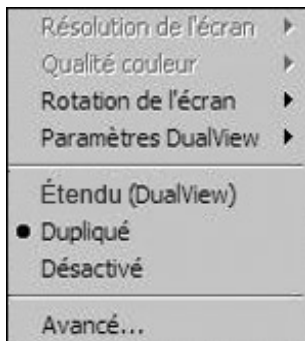 Résolution de l'écran
Qualité couleur
Rotation de l'écran
Paramètres DualView
Étendu (DualView)
Dupliqué
Désactivé
Avancé...